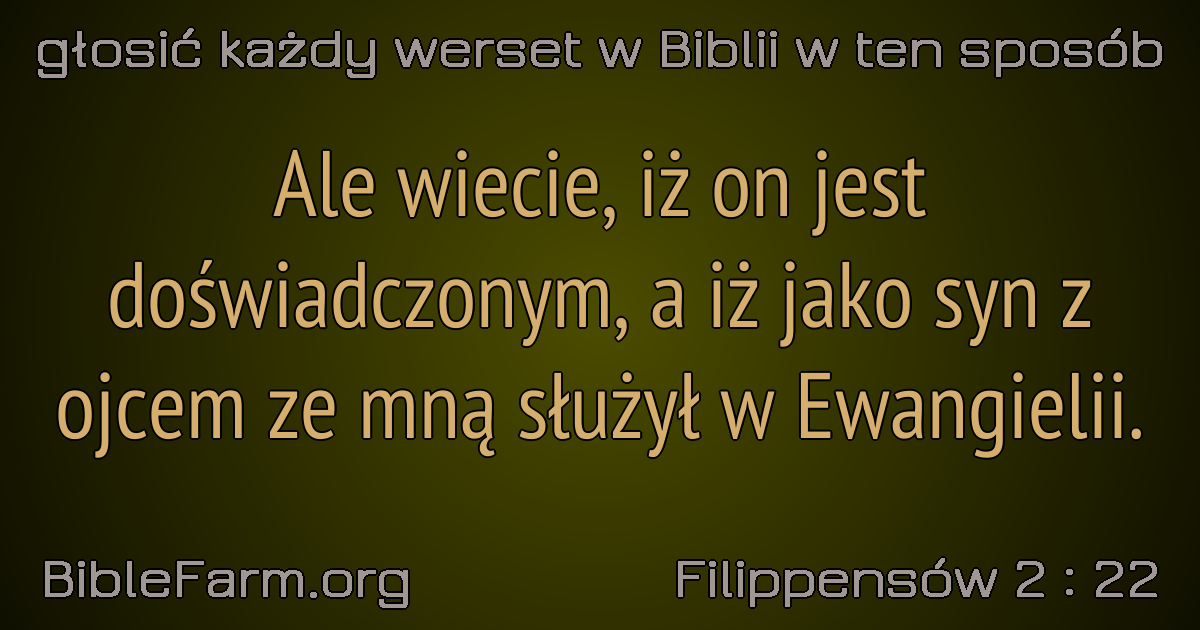 głosić każdy werset w Biblii w ten sposób
Ale wiecie, iż on jest
doświadczonym, a iż jako syn z
ojcem ze mną służył w Ewangielii.
BibleFarm.org
Filippensów 2 : 22